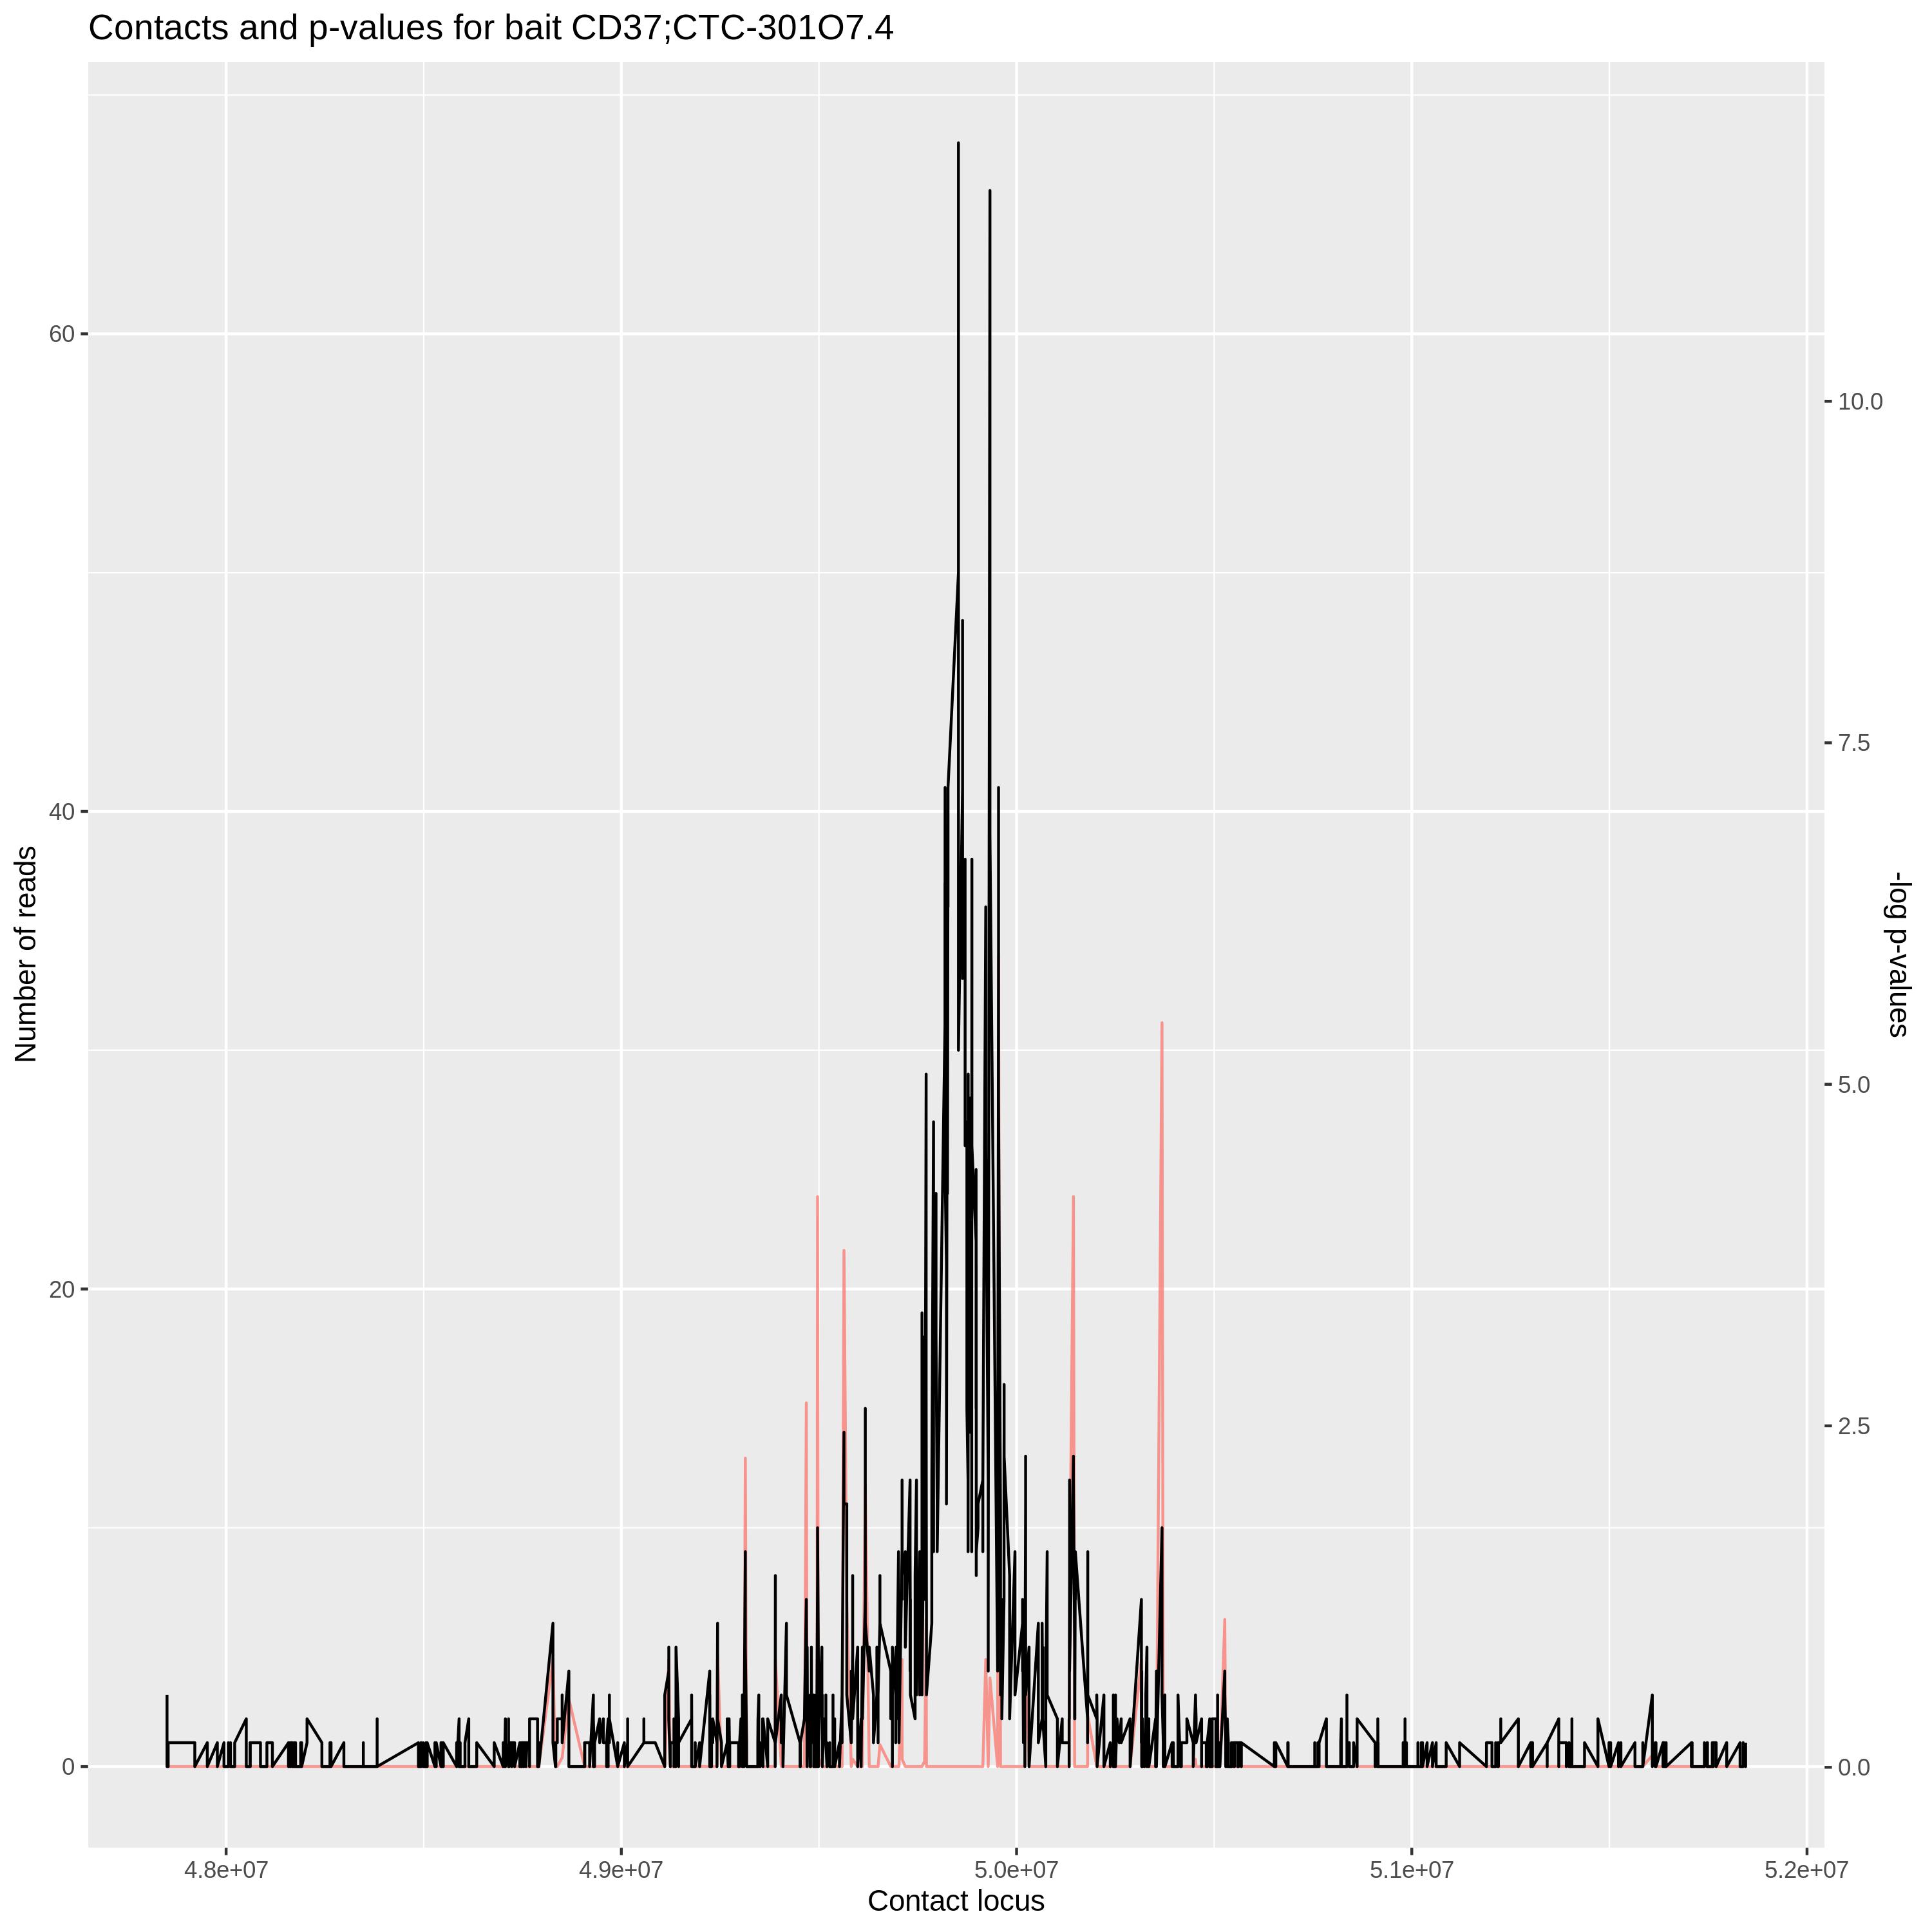 Contacts and p-values for bait CD37;CTC-301O7.4
60
40
20
0
Number of reads
10.0
7.5
5.0
2.5
0.0
-log p-values
4.8e+07
4.9e+07
5.0e+07
5.1e+07
5.2e+07
Contact locus